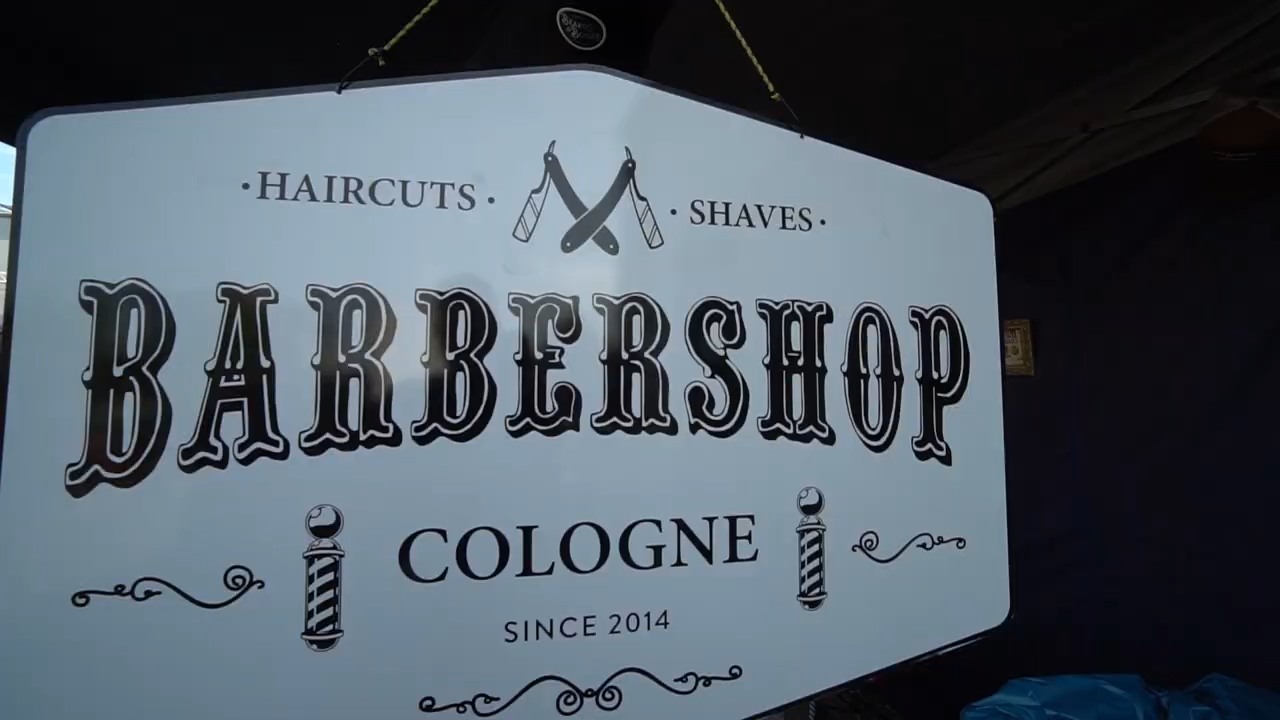 ·HAIRCUTS·
·SHAVES·
BARBERSHOP
COLOGNE
SINCE 2014